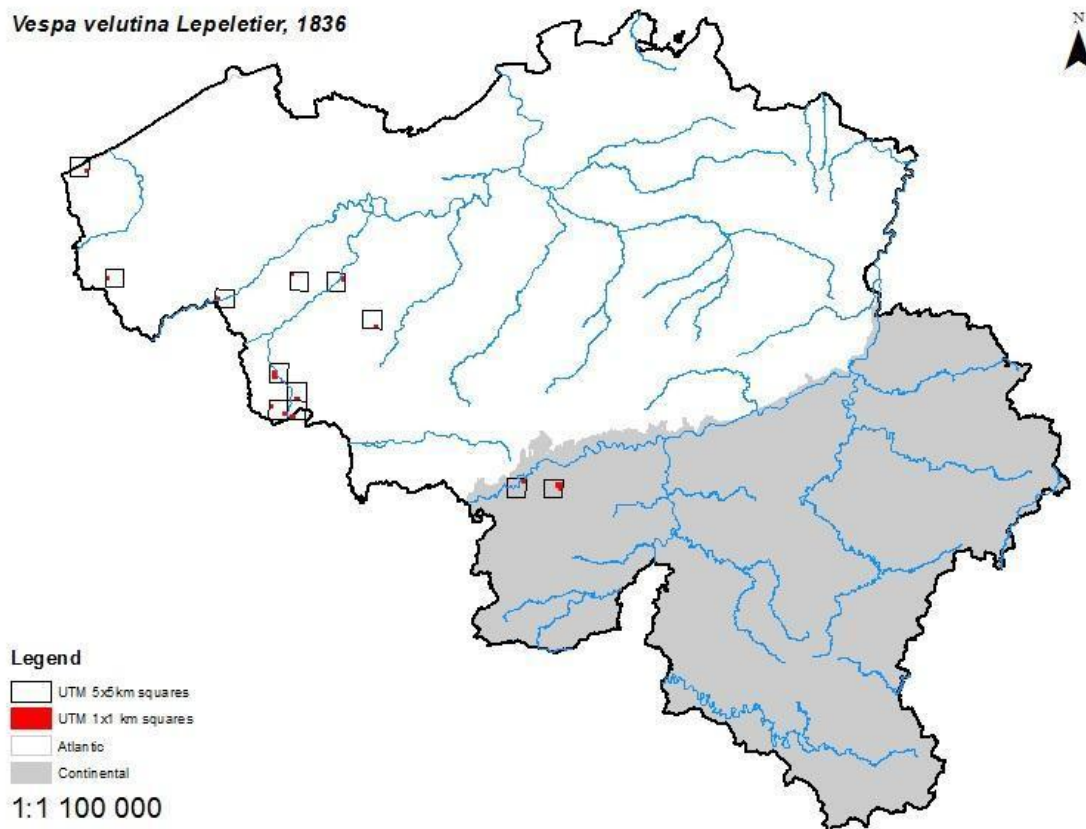 Vespa velutina Lepeletier, 1836
N
Legend
UTM 5x5km squares
UTM 1x1 km squares
Atlantic
Continental
1:1 100 000